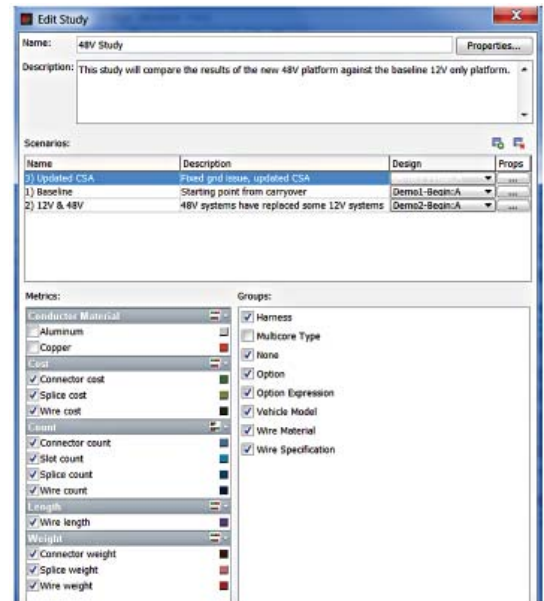 Edit Study
Name: 48V Study Properties...
Description: This study will compare the results of the new 48V platform against the baseline 12V only platform.
Scenarios:
Name Description Design Props
3) Updated CSA Fixed gnd issue, updated CSA ...
1) Baseline Starting point from carryover Demo1-Begin:A ...
2) 12V & 48V 48V systems have replaced some 12V systems Demo2-Begin:A ...
Metrics: Groups:
Conductor Material
Aluminum
Copper
Cost
Connector cost
Splice cost
Wire cost
Count
Connector count
Slot count
Splice count
Wire count
Length
Wire length
Weight
Connector weight
Splice weight
Wire weight
Harness
Multicore Type
None
Option
Option Expression
Vehicle Model
Wire Material
Wire Specification